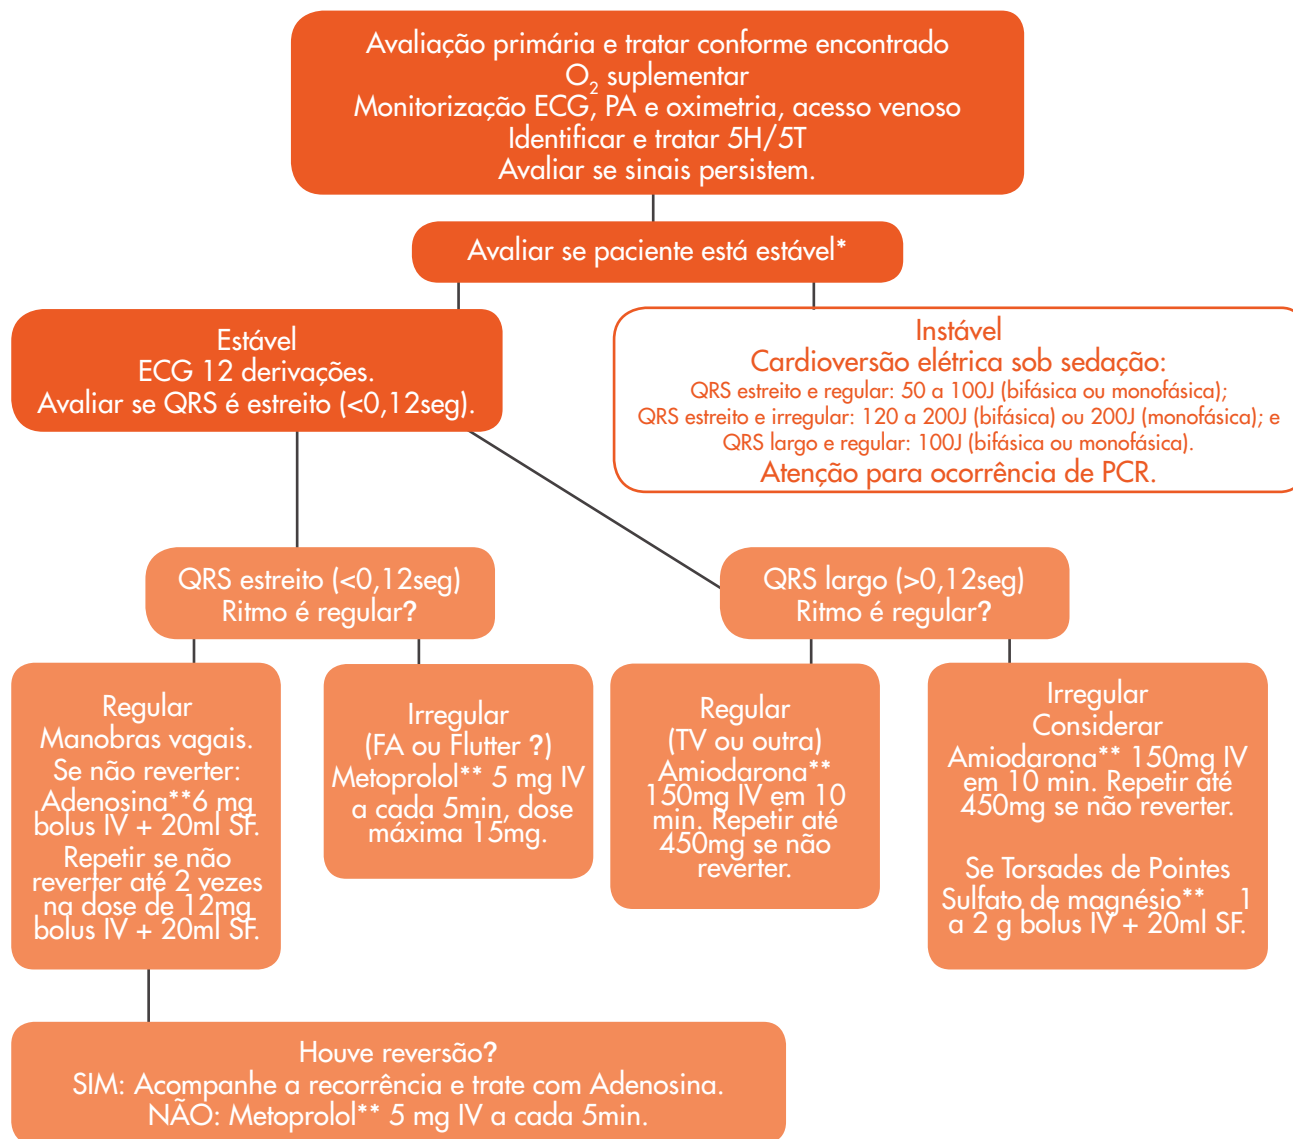 Avaliação primária e tratar conforme encontrado
O2 suplementar
Monitorização ECG, PA e oximetria, acesso venoso
Identificar e tratar 5H/5T
Avaliar se sinais persistem.
Avaliar se paciente está estável*
Estável
ECG 12 derivações.
Avaliar se QRS é estreito (<0,12seg).
Instável
Cardioversão elétrica sob sedação:
QRS estreito e regular: 50 a 100J (bifásica ou monofásica);
QRS estreito e irregular: 120 a 200J (bifásica) ou 200J (monofásica); e
QRS largo e regular: 100J (bifásica ou monofásica).
Atenção para ocorrência de PCR.
QRS estreito (<0,12seg)
Ritmo é regular?
QRS largo (>0,12seg)
Ritmo é regular?
Regular
Manobras vagais.
Se não reverter:
Adenosina**6 mg
bolus IV + 20ml SF.
Repetir se não
reverter até 2 vezes
na dose de 12mg
bolus IV + 20ml SF.
Irregular
(FA ou Flutter ?)
Metoprolol** 5 mg IV
a cada 5min, dose
máxima 15mg.
Regular
(TV ou outra)
Amiodarona**
150mg IV em 10
min. Repetir até
450mg se não
reverter.
Irregular
Considerar
Amiodarona** 150mg IV
em 10 min. Repetir até
450mg se não reverter.
Se Torsades de Pointes
Sulfato de magnésio** 1
a 2 g bolus IV + 20ml SF.
Houve reversão?
SIM: Acompanhe a recorrência e trate com Adenosina.
NÃO: Metoprolol** 5 mg IV a cada 5min.